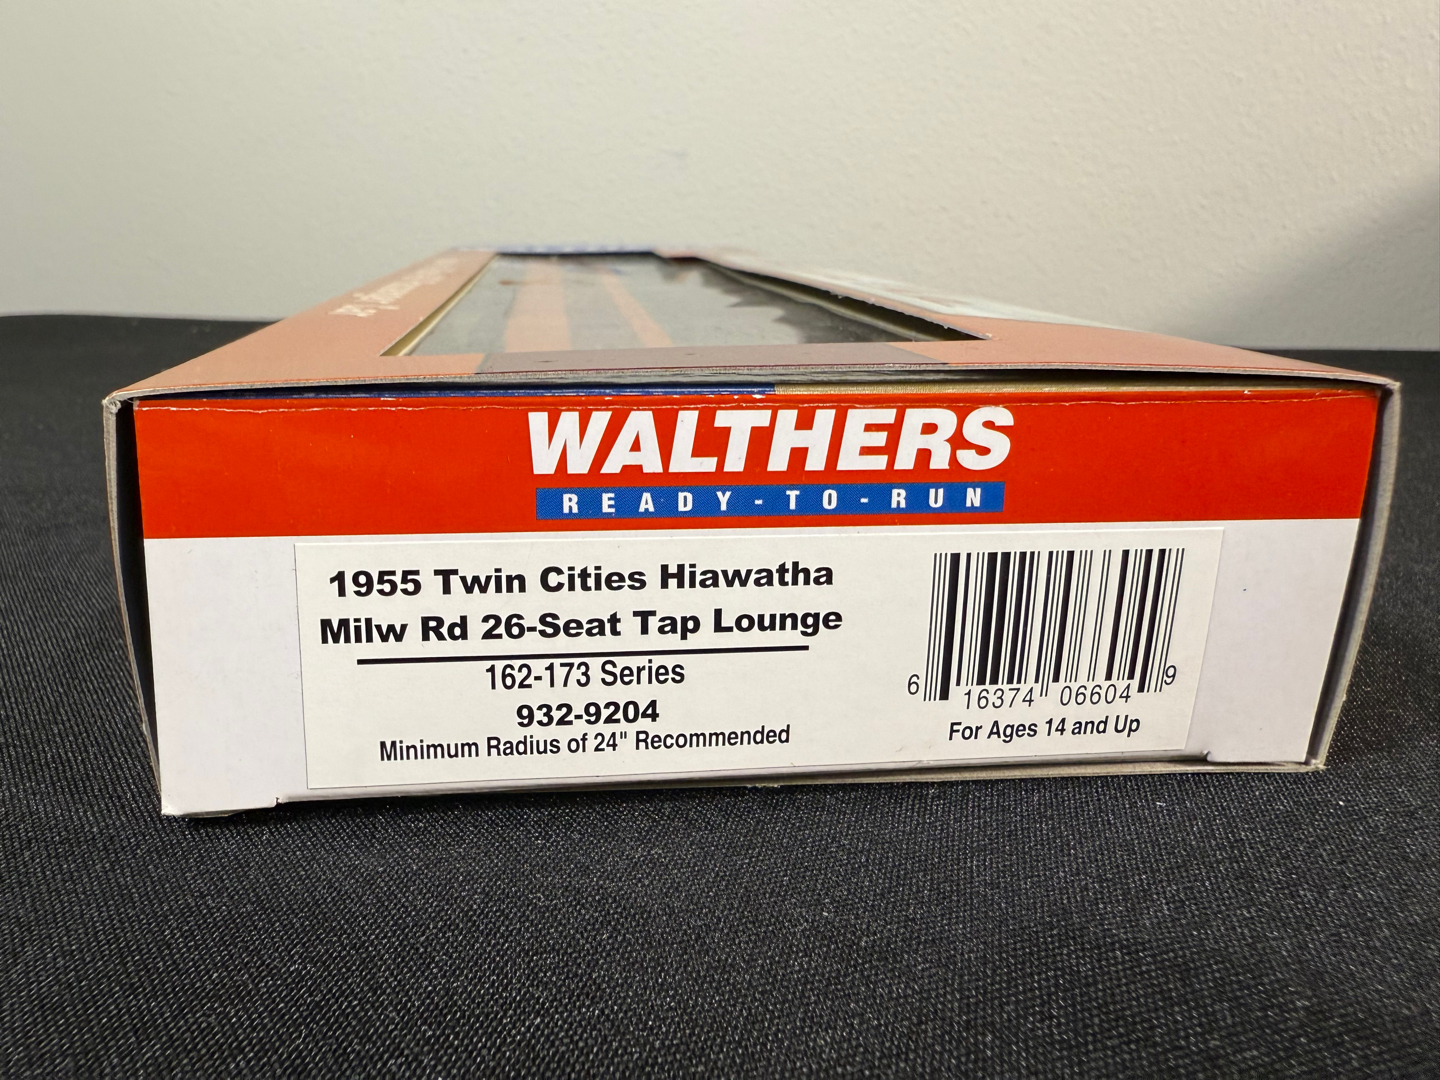 WALTHERS
READY-TO-RUN
1955 Twin Cities Hiawatha
Milw Rd 26-Seat Tap Lounge
162-173 Series
932-9204
Minimum Radius of 24" Recommended
6 16374 06604 9
For Ages 14 and Up